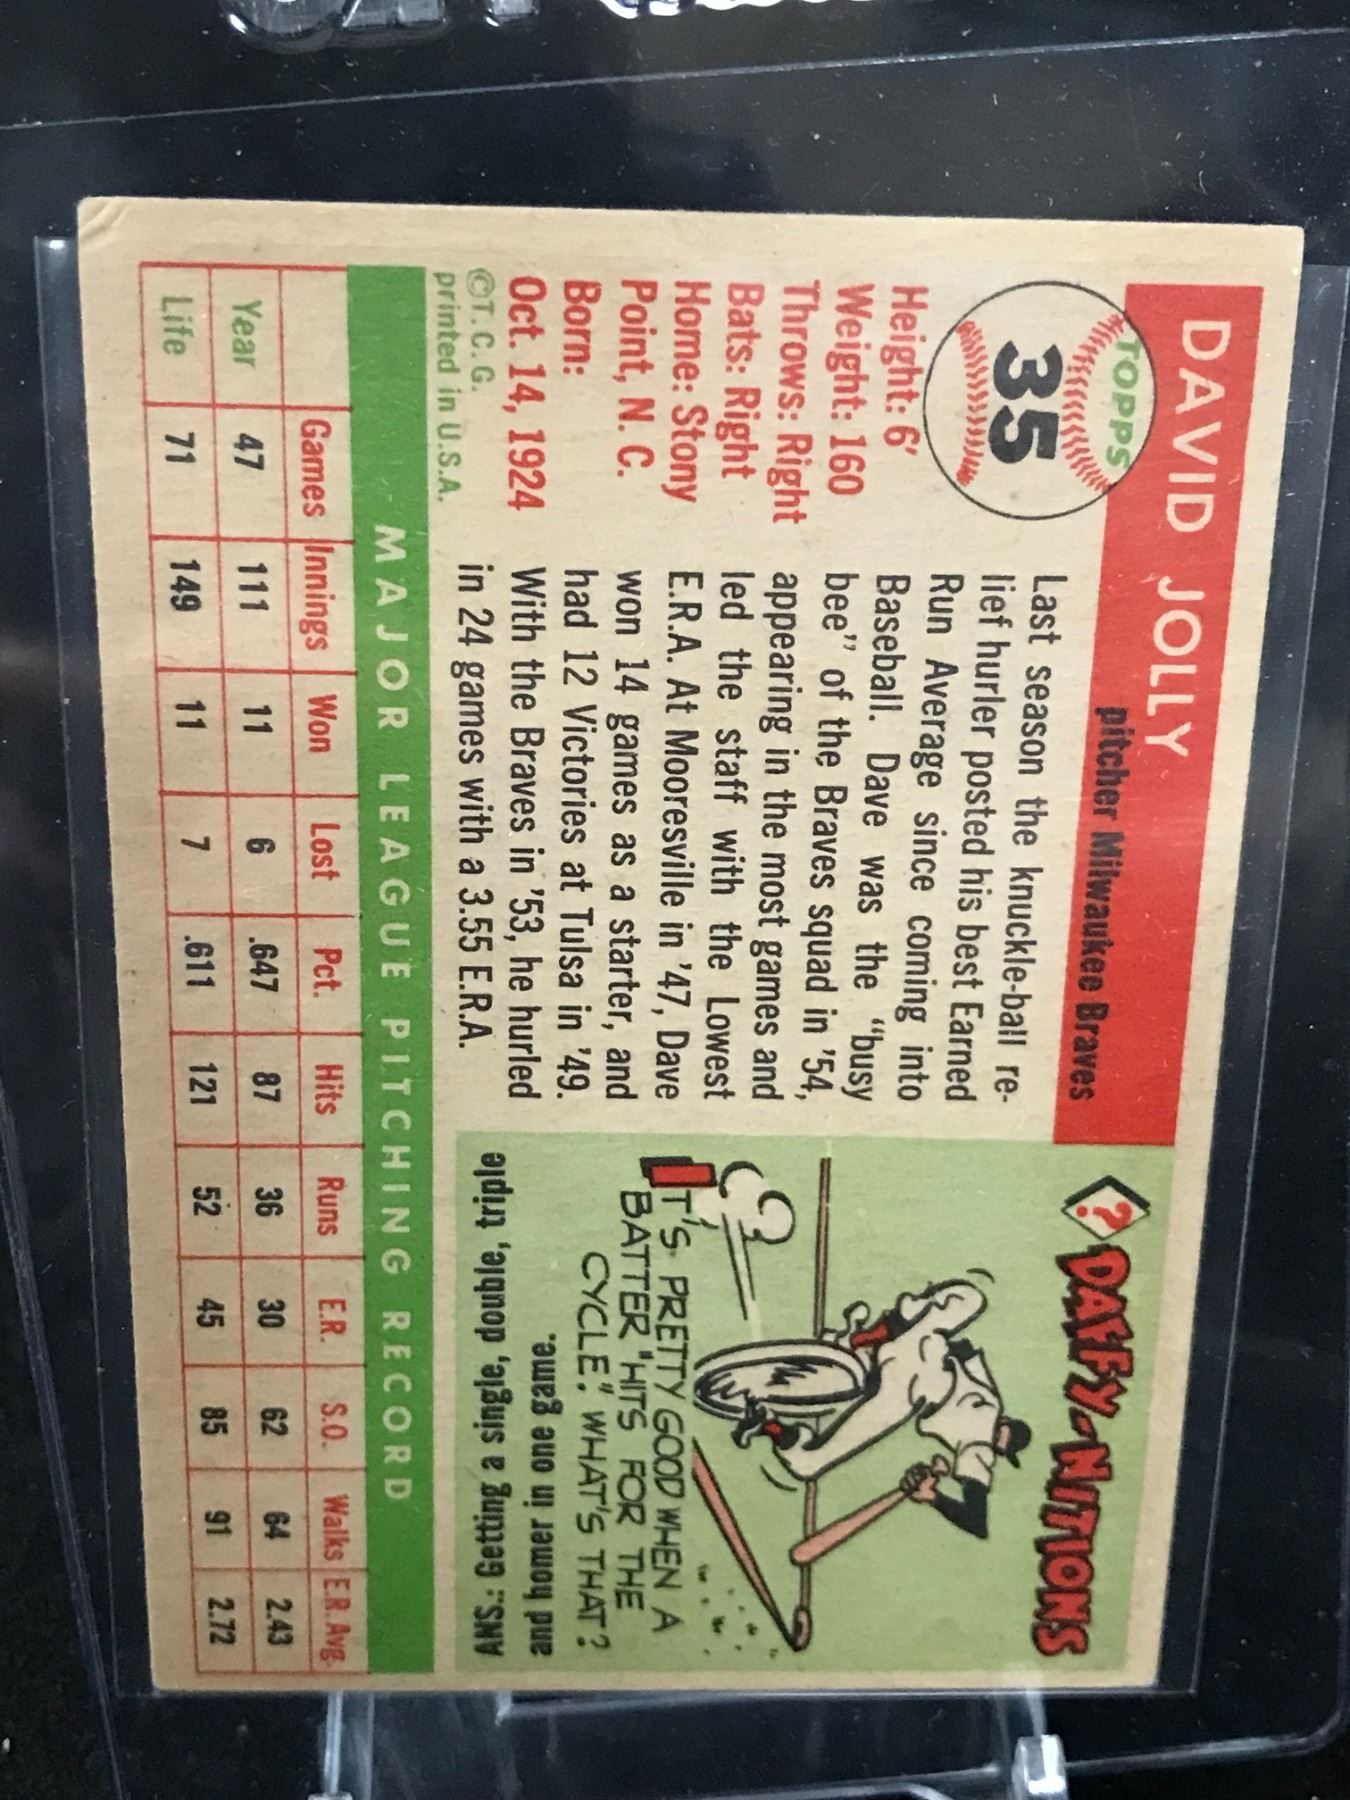 DAVID JOLLY
pitcher Milwaukee Braves
TOPPS
35
Height: 6'
Weight: 160
Throws: Right
Bats: Right
Home: Stony
Point, N. C.
Born:
Oct. 14, 1924
©T. C. G.
printed in U.S.A.
Last season the knuckle-ball re-
lief hurler posted his best Earned
Run Average since coming into
Baseball. Dave was the "busy
bee" of the Braves squad in '54,
appearing in the most games and
led the staff with the Lowest
E.R.A. At Mooresville in '47, Dave
won 14 games as a starter, and
had 12 Victories at Tulsa in '49.
With the Braves in '53, he hurled
in 24 games with a 3.55 E.R.A.
? DAFFY-NITIONS
IT'S PRETTY GOOD WHEN A
BATTER "HITS FOR THE
CYCLE." WHAT'S THAT?
ANS.: Getting a single, double, triple
and homer in one game.
MAJOR LEAGUE PITCHING RECORD
Games Innings Won Lost Pct. Hits Runs E.R. S.O. Walks E.R. Avg.
Year 47 111 11 6 .647 87 36 30 62 64 2.43
Life 71 149 11 7 .611 121 52 45 85 91 2.72